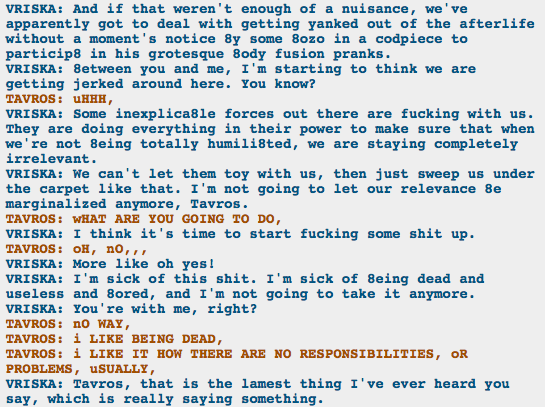 VRISKA: And if that weren't enough of a nuisance, we've
apparently got to deal with getting yanked out of the afterlife
without a moment's notice 8y some 8ozo in a codpiece to
particip8 in his grotesque 8ody fusion pranks.
VRISKA: 8etween you and me, I'm starting to think we are
getting jerked around here. You know?
TAVROS: uHHH,
VRISKA: Some inexplica8le forces out there are fucking with us.
They are doing everything in their power to make sure that when
we're not 8eing totally humili8ted, we are staying completely
irrelevant.
VRISKA: We can't let them toy with us, then just sweep us under
the carpet like that. I'm not going to let our relevance 8e
marginalized anymore, Tavros.
TAVROS: wHAT ARE YOU GOING TO DO,
VRISKA: I think it's time to start fucking some shit up.
TAVROS: oH, nO,,,
VRISKA: More like oh yes!
VRISKA: I'm sick of this shit. I'm sick of 8eing dead and
useless and 8ored, and I'm not going to take it anymore.
VRISKA: You're with me, right?
TAVROS: nO WAY,
TAVROS: i LIKE BEING DEAD,
TAVROS: i LIKE IT HOW THERE ARE NO RESPONSIBILITIES, oR
PROBLEMS, uSUALLY,
VRISKA: Tavros, that is the lamest thing I've ever heard you
say, which is really saying something.